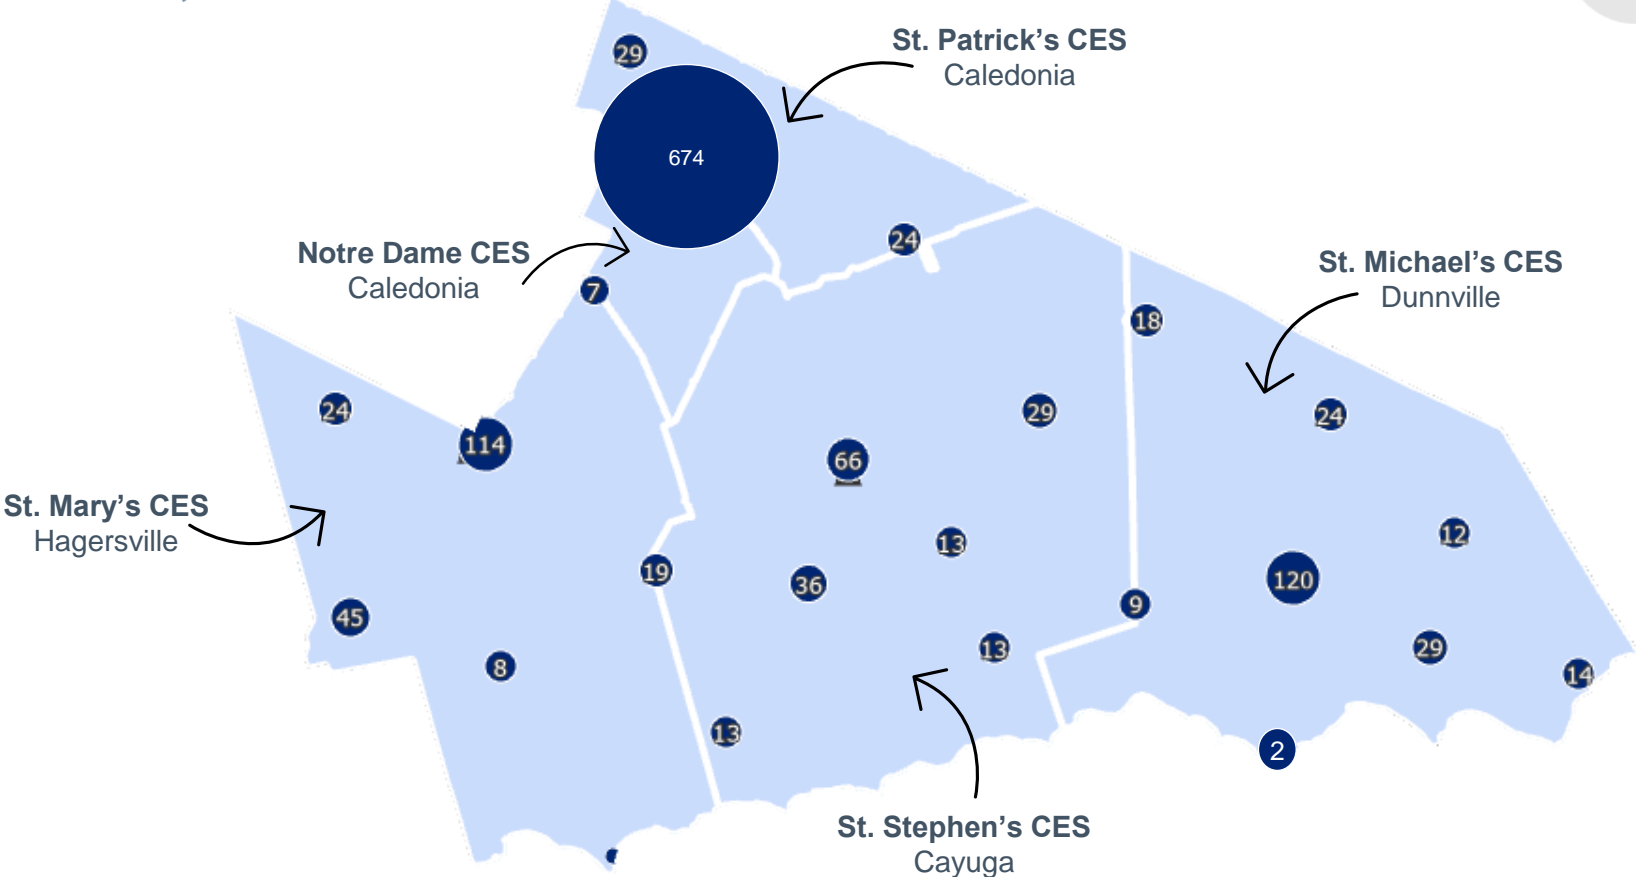 29
St. Patrick's CES
Caledonia
674
24
Notre Dame CES
Caledonia
7
St. Michael's CES
Dunnville
18
24
114
29
24
66
St. Mary's CES
Hagersville
13
12
19
36
120
9
45
8
13
29
14
13
2
St. Stephen's CES
Cayuga